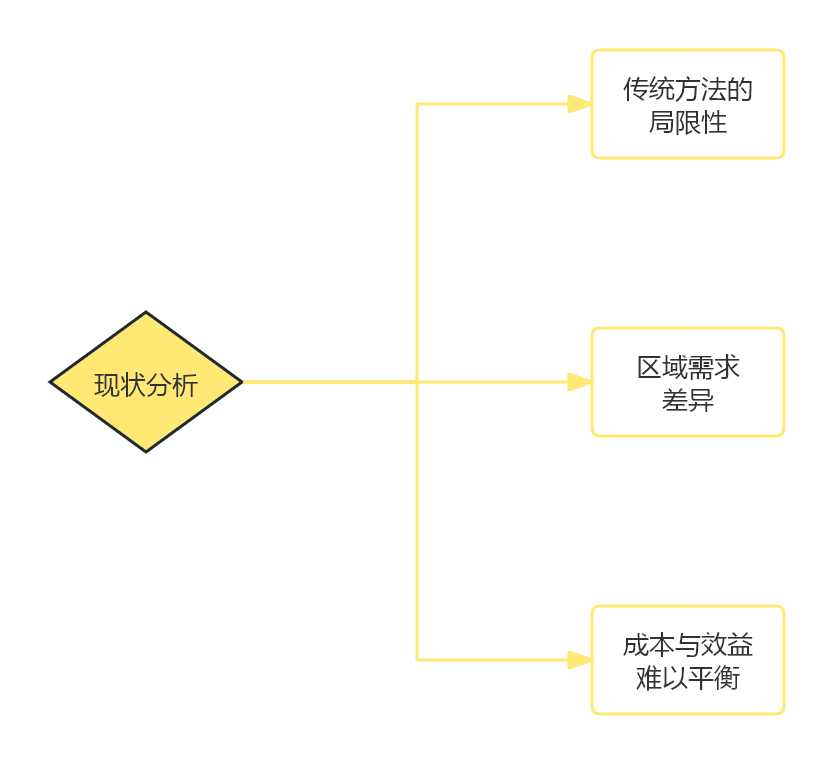 传统方法的
局限性
现状分析
区域需求
差异
成本与效益
难以平衡